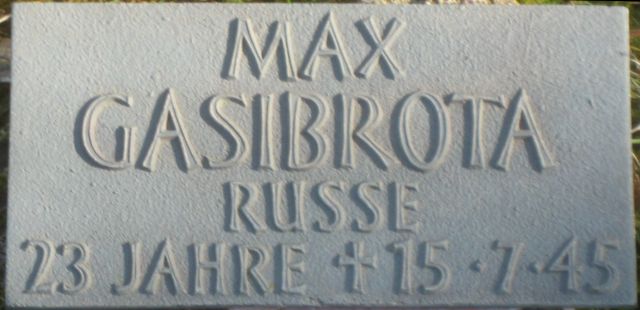 MAX
GASIBROTA
RUSSE
23 JAHRE ✝ 15·7·45